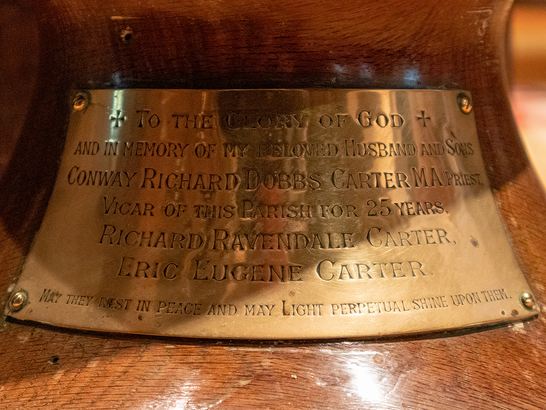 ✠ To the Glory of God ✠
and in memory of my beloved Husband and Sons
Conway Richard Dobbs Carter M.A. Priest
Vicar of this Parish for 25 years.
Richard Ravendale Carter.
Eric Eugene Carter.
May they rest in peace and may Light perpetual shine upon them.